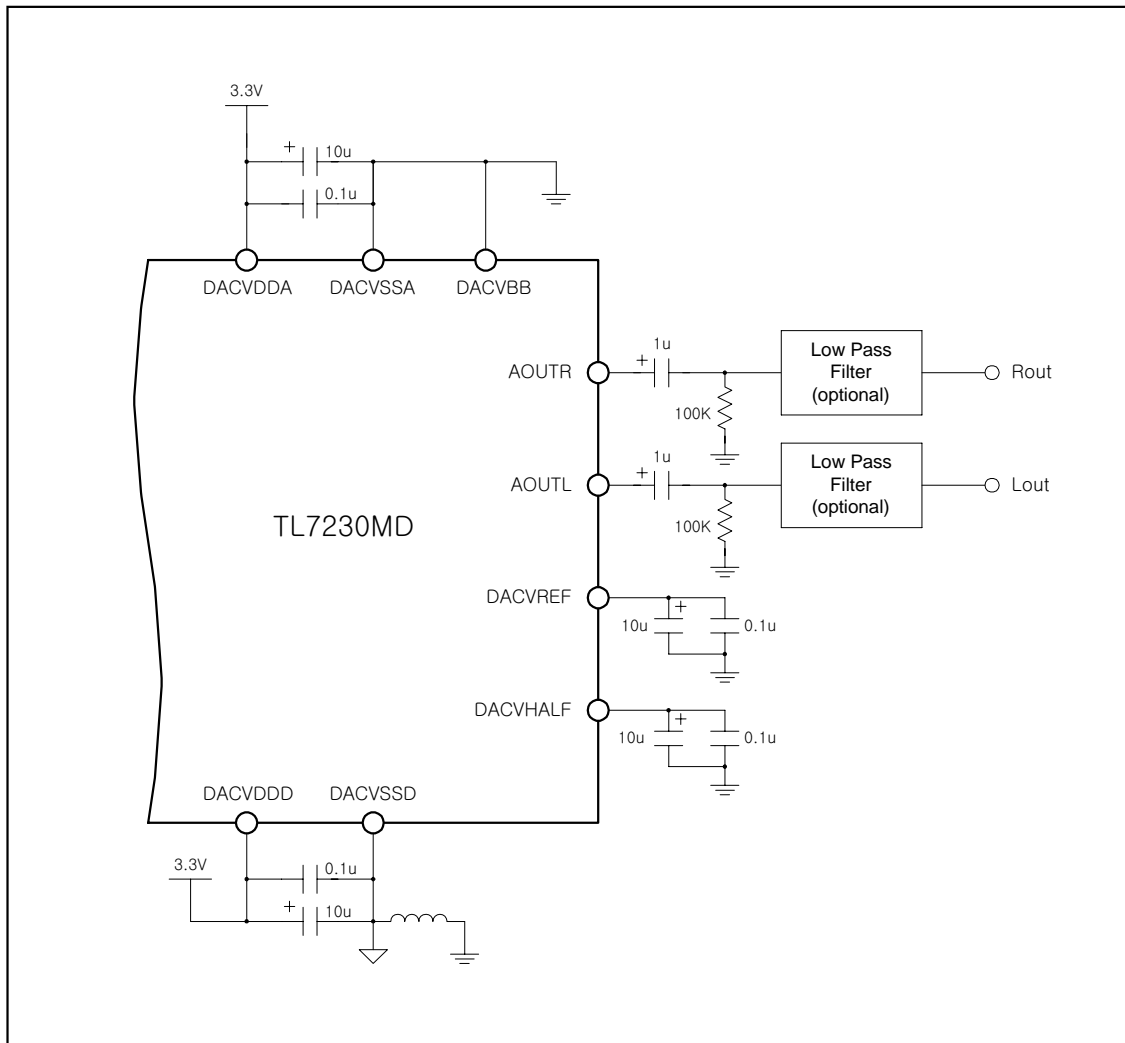 3.3V
+
10u
0.1u
DACVDDA
DACVSSA
DACVBB
AOUTR
+
1u
100K
Low Pass
Filter
(optional)
Rout
AOUTL
+
1u
100K
Low Pass
Filter
(optional)
Lout
TL7230MD
DACVREF
+
10u
0.1u
DACVHALF
+
10u
0.1u
DACVDDD
DACVSSD
3.3V
0.1u
+
10u